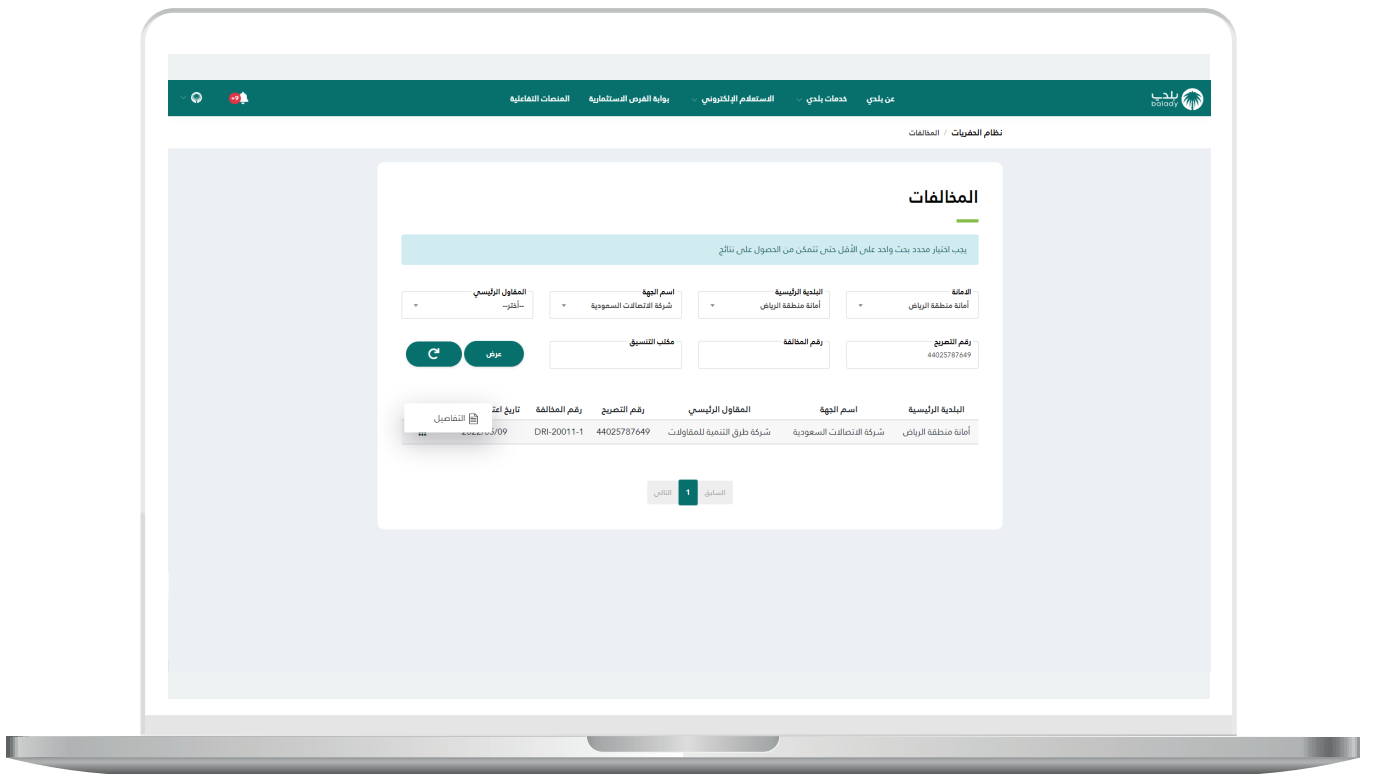 بلدي
balady
عن بلدي خدمات بلدي الاستعلام الإلكتروني بوابة الفرص الاستثمارية المنصات التفاعلية
+9
نظام الحفريات / المخالفات
المخالفات
يجب اختيار محدد بحث واحد على الأقل حتى تتمكن من الحصول على نتائج
الامانة البلدية الرئيسية اسم الجهة المقاول الرئيسي
أمانة منطقة الرياض أمانة منطقة الرياض شركة الاتصالات السعودية --أختر--
رقم التصريح رقم المخالفة مكتب التنسيق
44025787649
عرض
البلدية الرئيسية اسم الجهة المقاول الرئيسي رقم التصريح رقم المخالفة تاريخ
التفاصيل
أمانة منطقة الرياض شركة الاتصالات السعودية شركة طرق التنمية للمقاولات 44025787649 DRI-20011-1
السابق 1 التالي